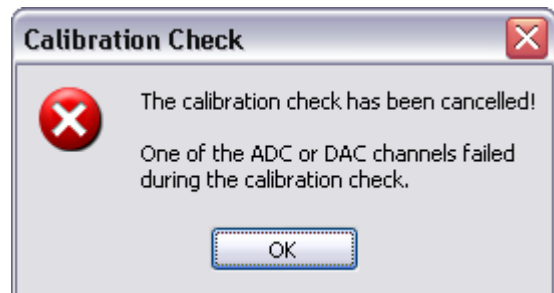 Calibration Check
The calibration check has been cancelled!
One of the ADC or DAC channels failed
during the calibration check.
OK